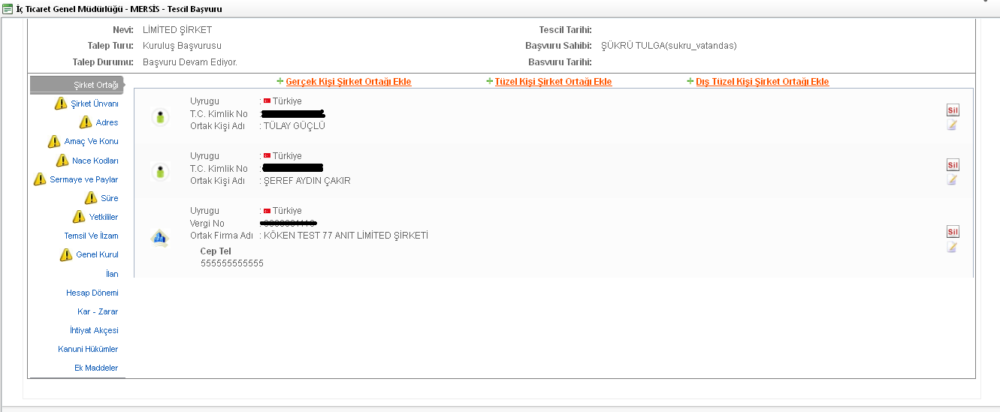 İç Ticaret Genel Müdürlüğü - MERSİS - Tescil Başvuru
Nevi: LİMİTED ŞİRKET Tescil Tarihi:
Talep Turu: Kuruluş Başvurusu Başvuru Sahibi: ŞÜKRÜ TULGA(sukru_vatandas)
Talep Durumu: Başvuru Devam Ediyor. Basvuru Tarihi:
Şirket Ortağı
Şirket Ünvanı
Adres
Amaç Ve Konu
Nace Kodları
Sermaye ve Paylar
Süre
Yetkililer
Temsil Ve İlzam
Genel Kurul
İlan
Hesap Dönemi
Kar - Zarar
İhtiyat Akçesi
Kanuni Hükümler
Ek Maddeler
Gerçek Kişi Şirket Ortağı Ekle Tüzel Kişi Şirket Ortağı Ekle Dış Tüzel Kişi Şirket Ortağı Ekle
Uyrugu : Türkiye
T.C. Kimlik No :
Sil
Ortak Kişi Adı : TÜLAY GÜÇLÜ
Uyrugu : Türkiye
T.C. Kimlik No :
Sil
Ortak Kişi Adı : ŞEREF AYDIN ÇAKIR
Uyrugu : Türkiye
Vergi No :
Sil
Ortak Firma Adı : KÖKEN TEST 77 ANIT LİMİTED ŞİRKETİ
Cep Tel
555555555555